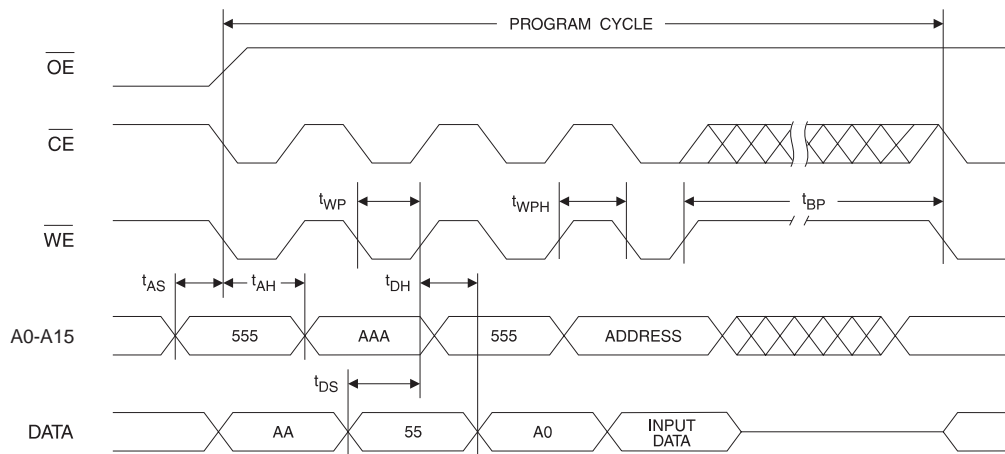 PROGRAM CYCLE
OE
CE
tWP
tWPH
tBP
WE
tAS
tAH
tDH
A0-A15
555
AAA
555
ADDRESS
tDS
DATA
AA
55
A0
INPUT
DATA